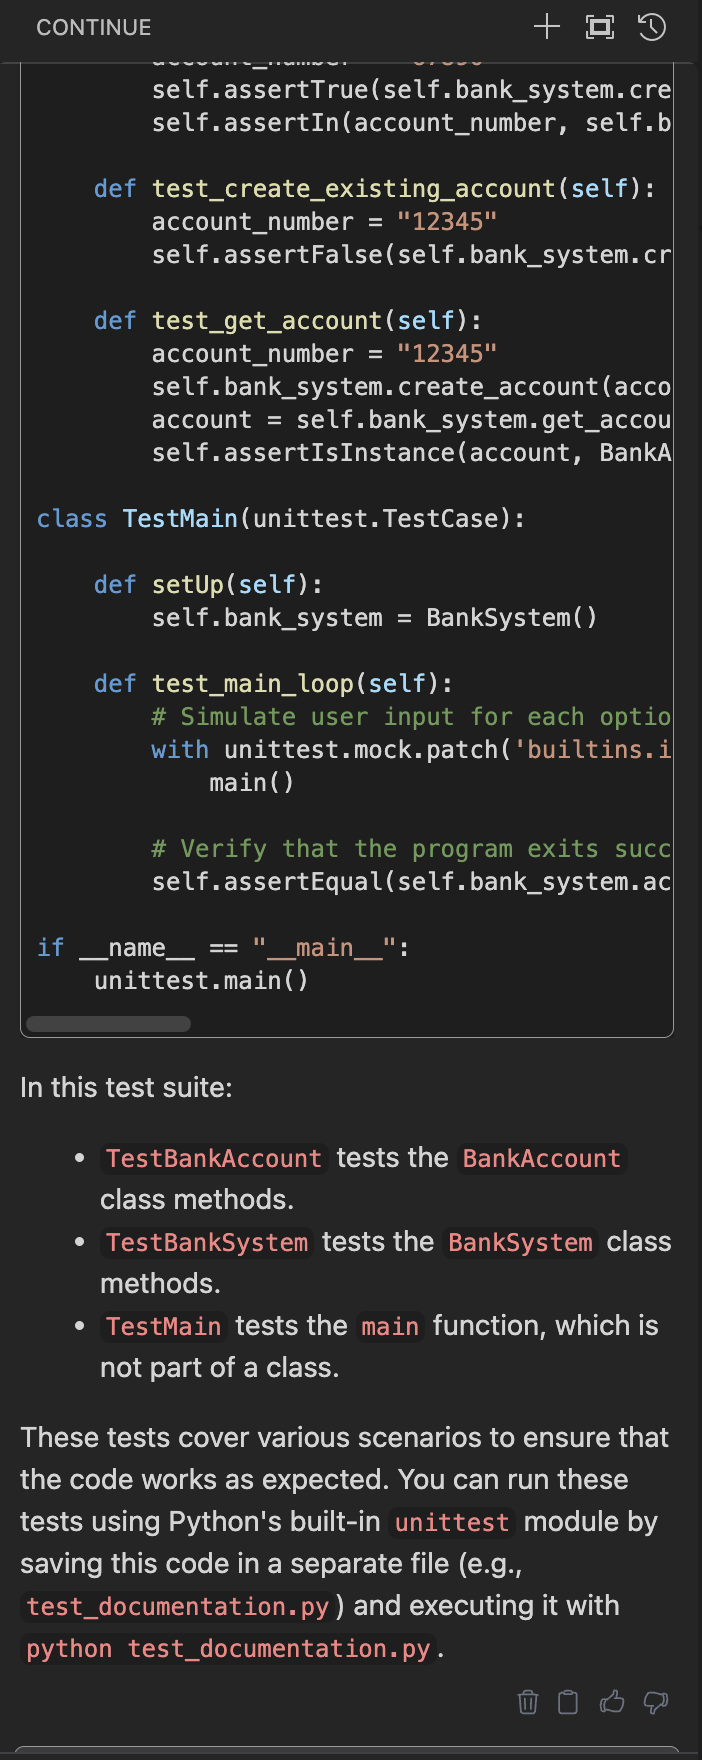 CONTINUE
self.assertTrue(self.bank_system.cre
self.assertIn(account_number, self.b
def test_create_existing_account(self):
account_number = "12345"
self.assertFalse(self.bank_system.cr
def test_get_account(self):
account_number = "12345"
self.bank_system.create_account(acco
account = self.bank_system.get_accou
self.assertIsInstance(account, BankA
class TestMain(unittest.TestCase):
def setUp(self):
self.bank_system = BankSystem()
def test_main_loop(self):
# Simulate user input for each optio
with unittest.mock.patch('builtins.i
main()
# Verify that the program exits succ
self.assertEqual(self.bank_system.ac
if __name__ == "__main__":
unittest.main()
In this test suite:
• TestBankAccount tests the BankAccount
class methods.
• TestBankSystem tests the BankSystem class
methods.
• TestMain tests the main function, which is
not part of a class.
These tests cover various scenarios to ensure that
the code works as expected. You can run these
tests using Python's built-in unittest module by
saving this code in a separate file (e.g.,
test_documentation.py) and executing it with
python test_documentation.py.